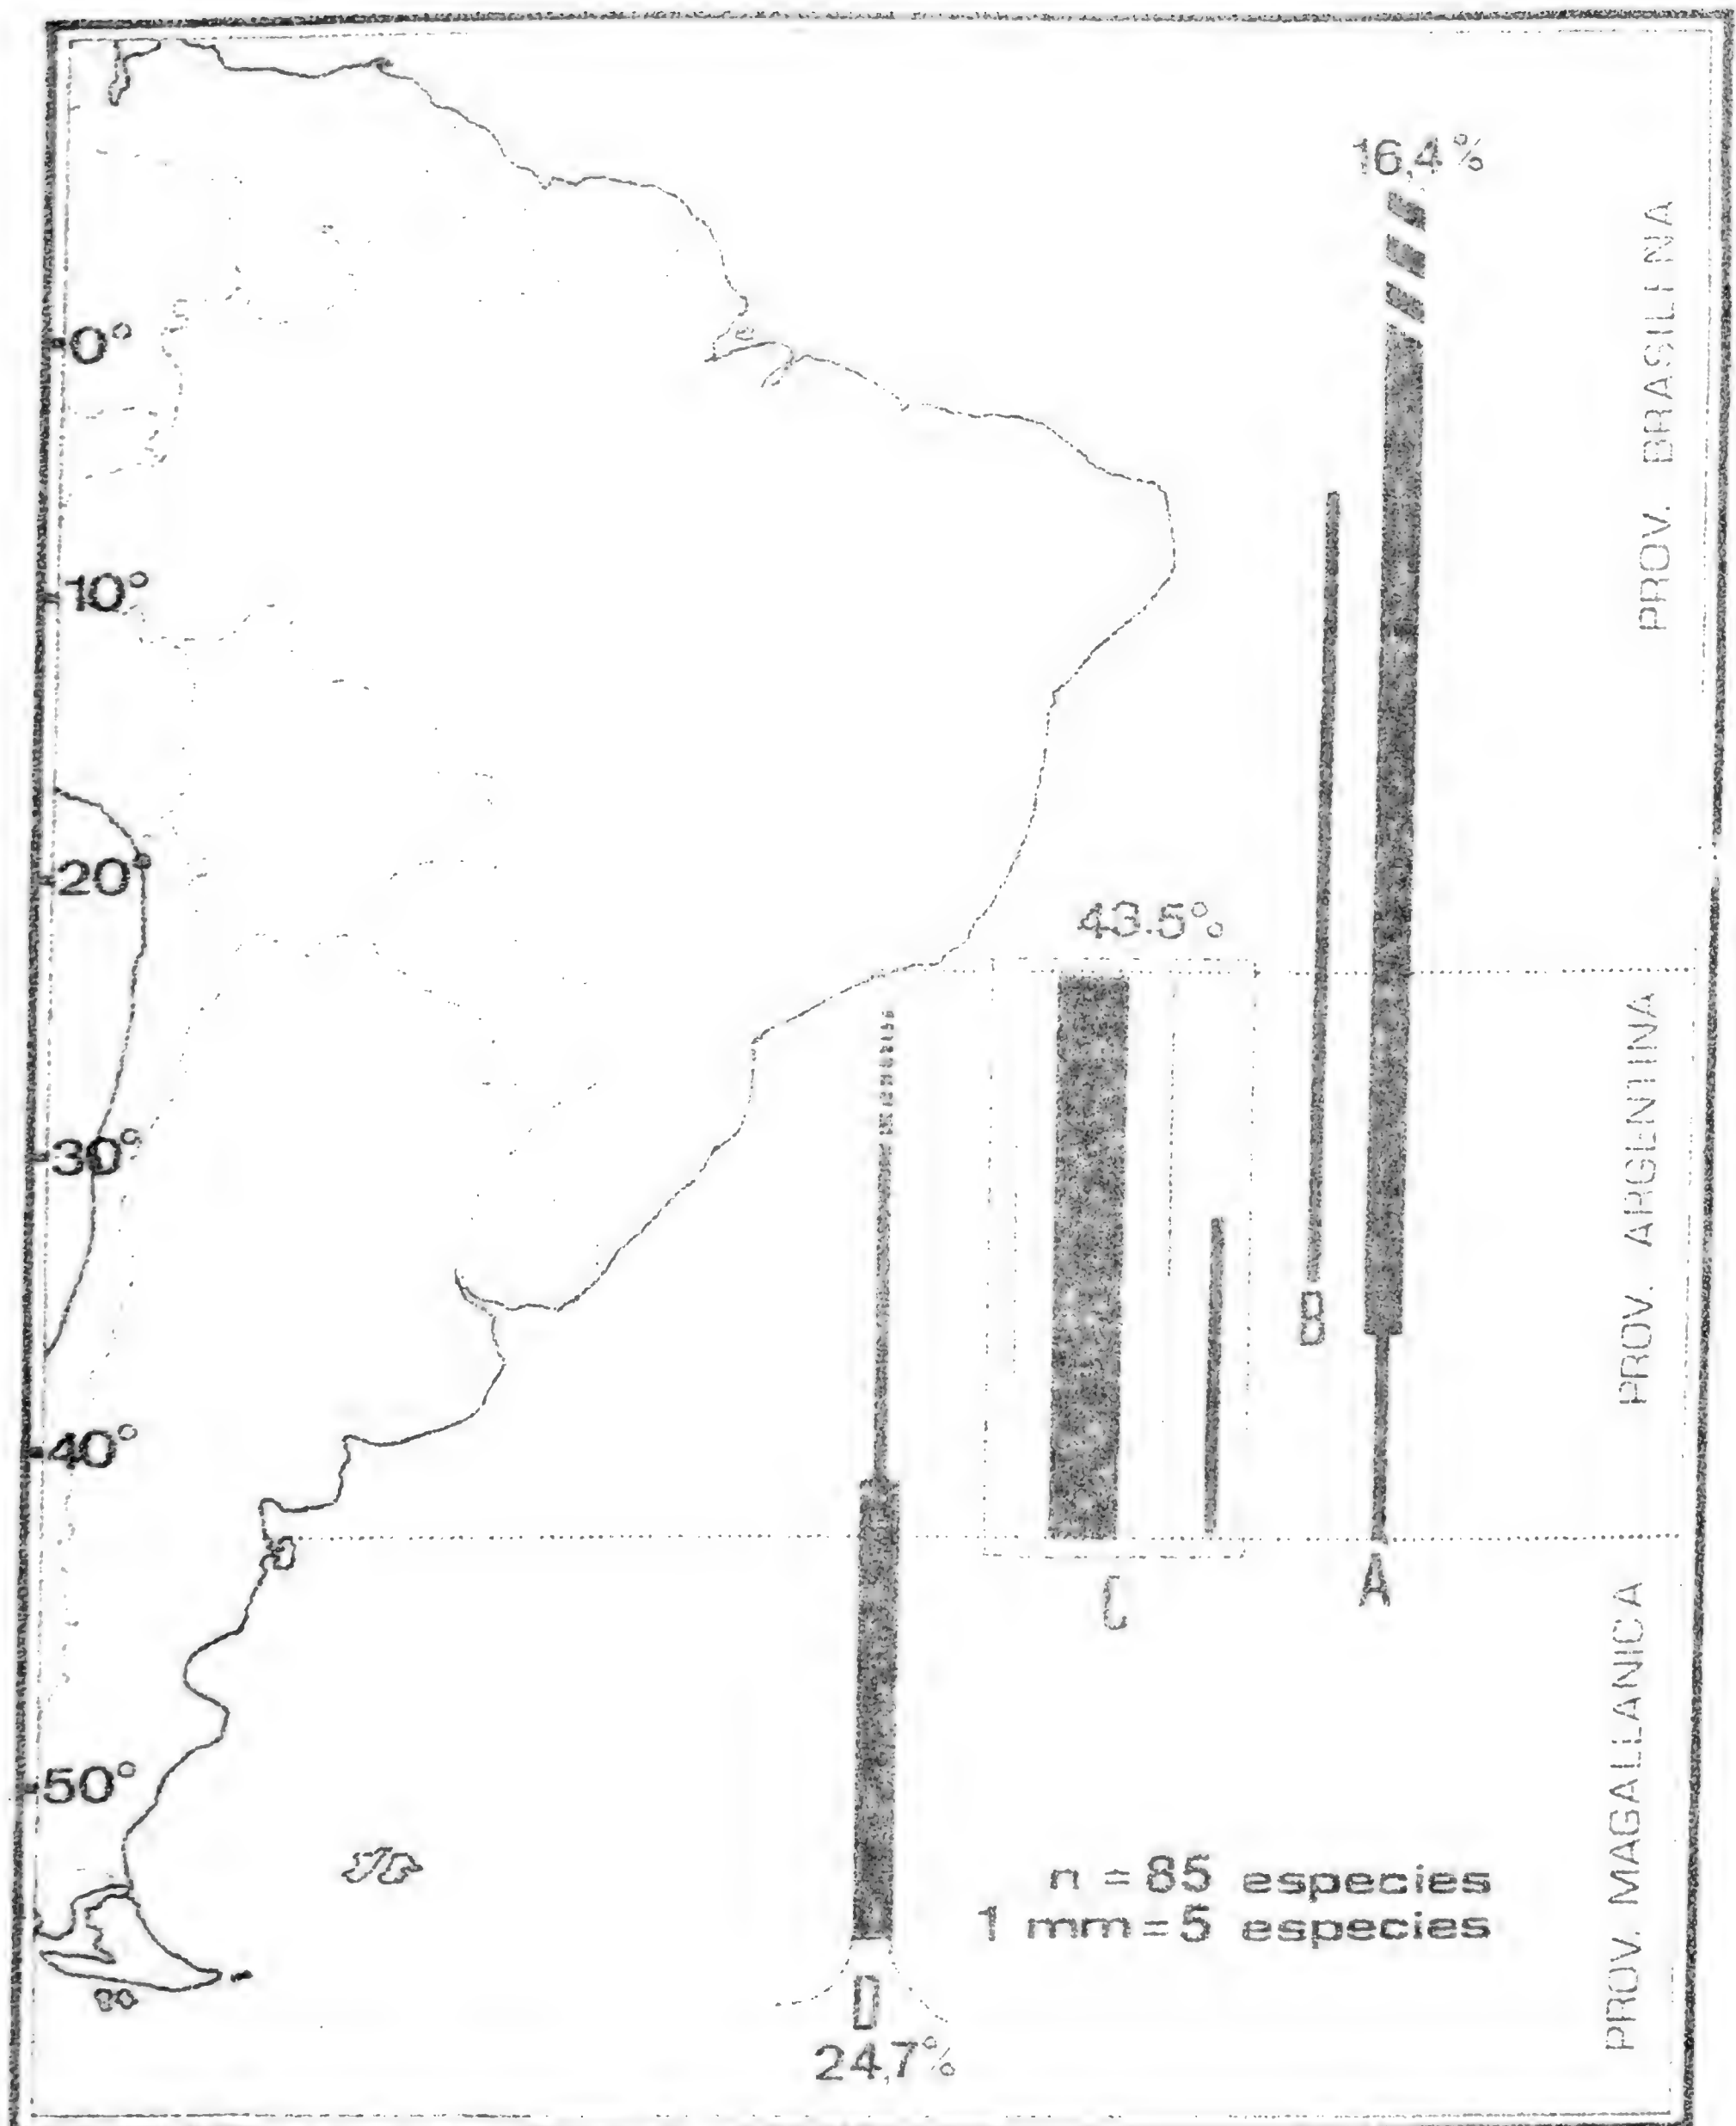 16,4%
PROV. BRASILENA
0°
10°
20°
43.5%
PROV. ARGENTINA
30°
B
40°
C
A
PROV. MAGALLANICA
50°
n = 85 especies
1 mm = 5 especies
D
24,7%